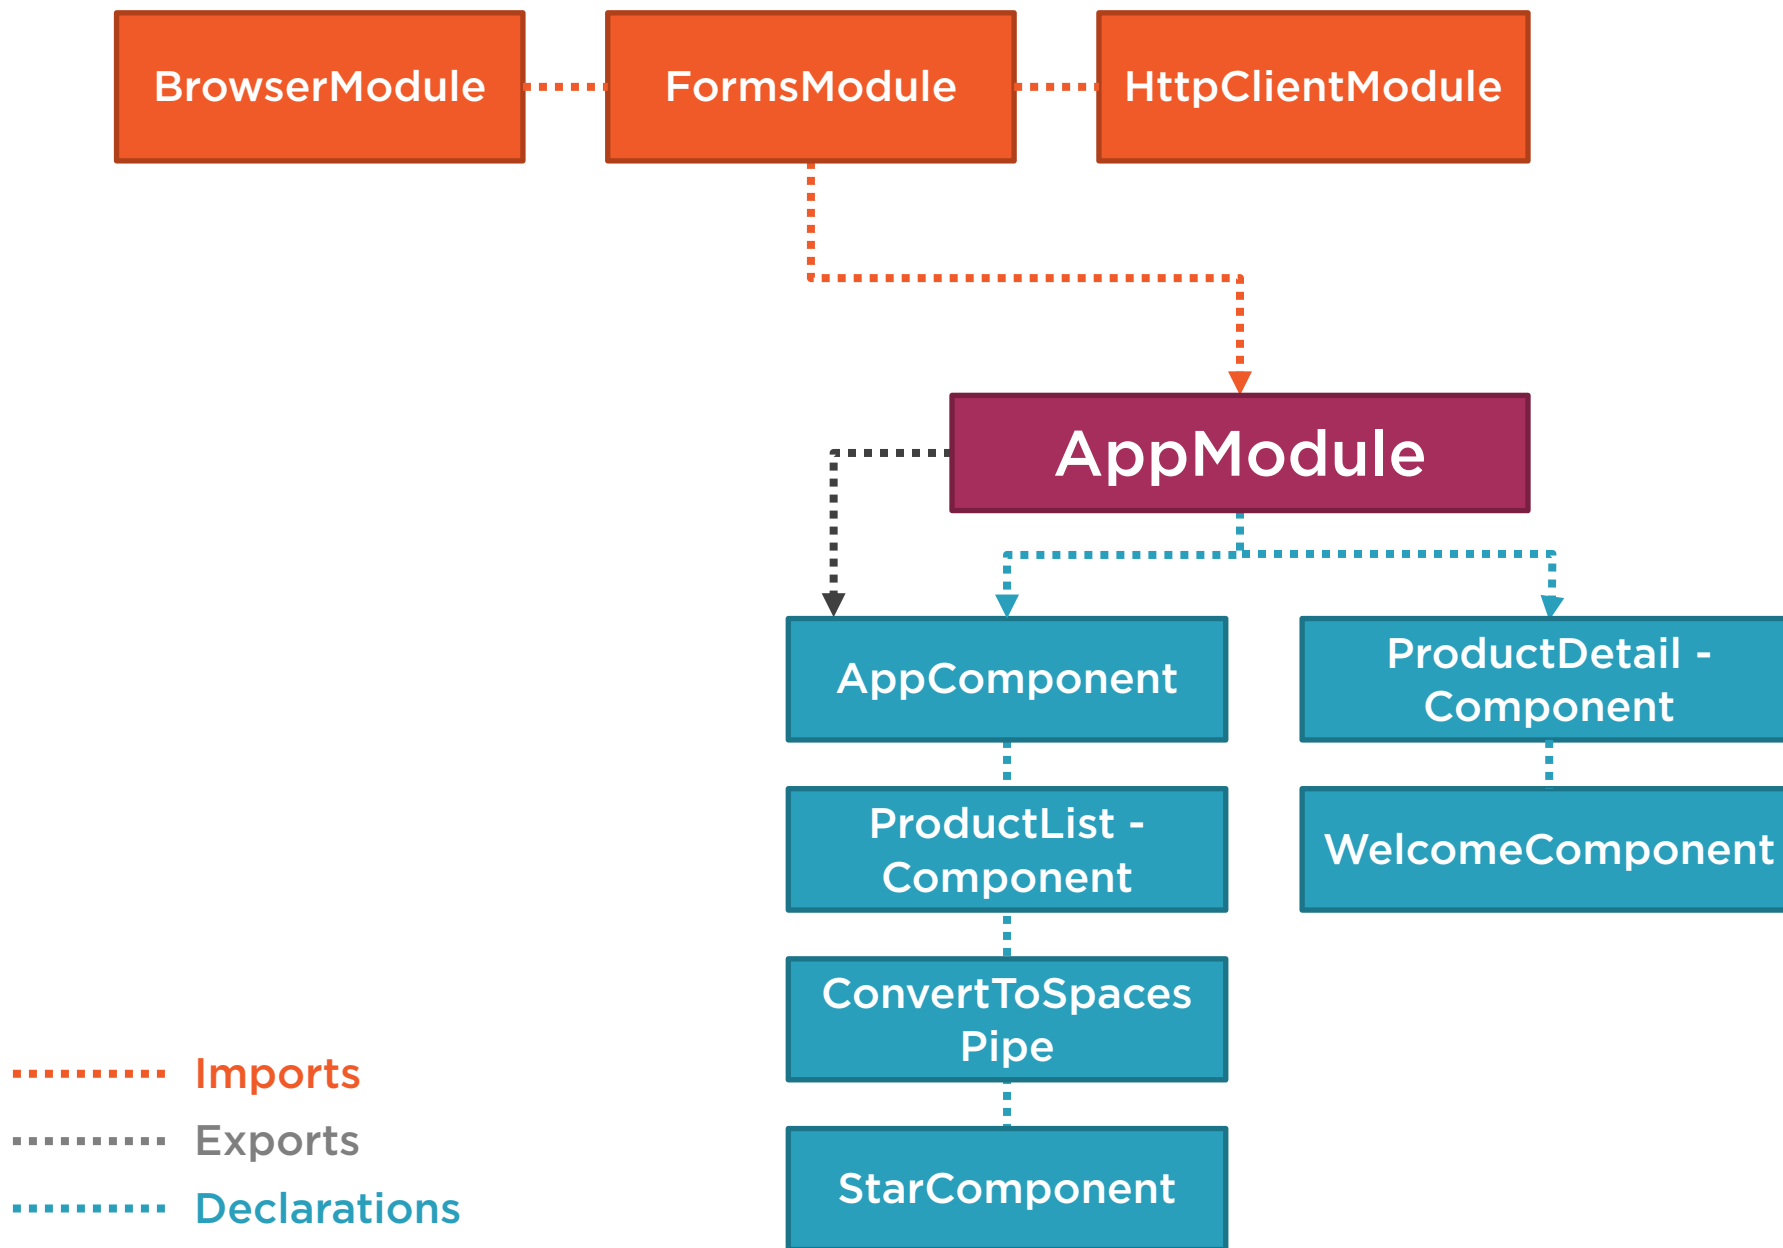 BrowserModule
FormsModule
HttpClientModule
AppModule
AppComponent
ProductDetail -
Component
ProductList -
Component
WelcomeComponent
ConvertToSpaces
Pipe
StarComponent
Imports
Exports
Declarations